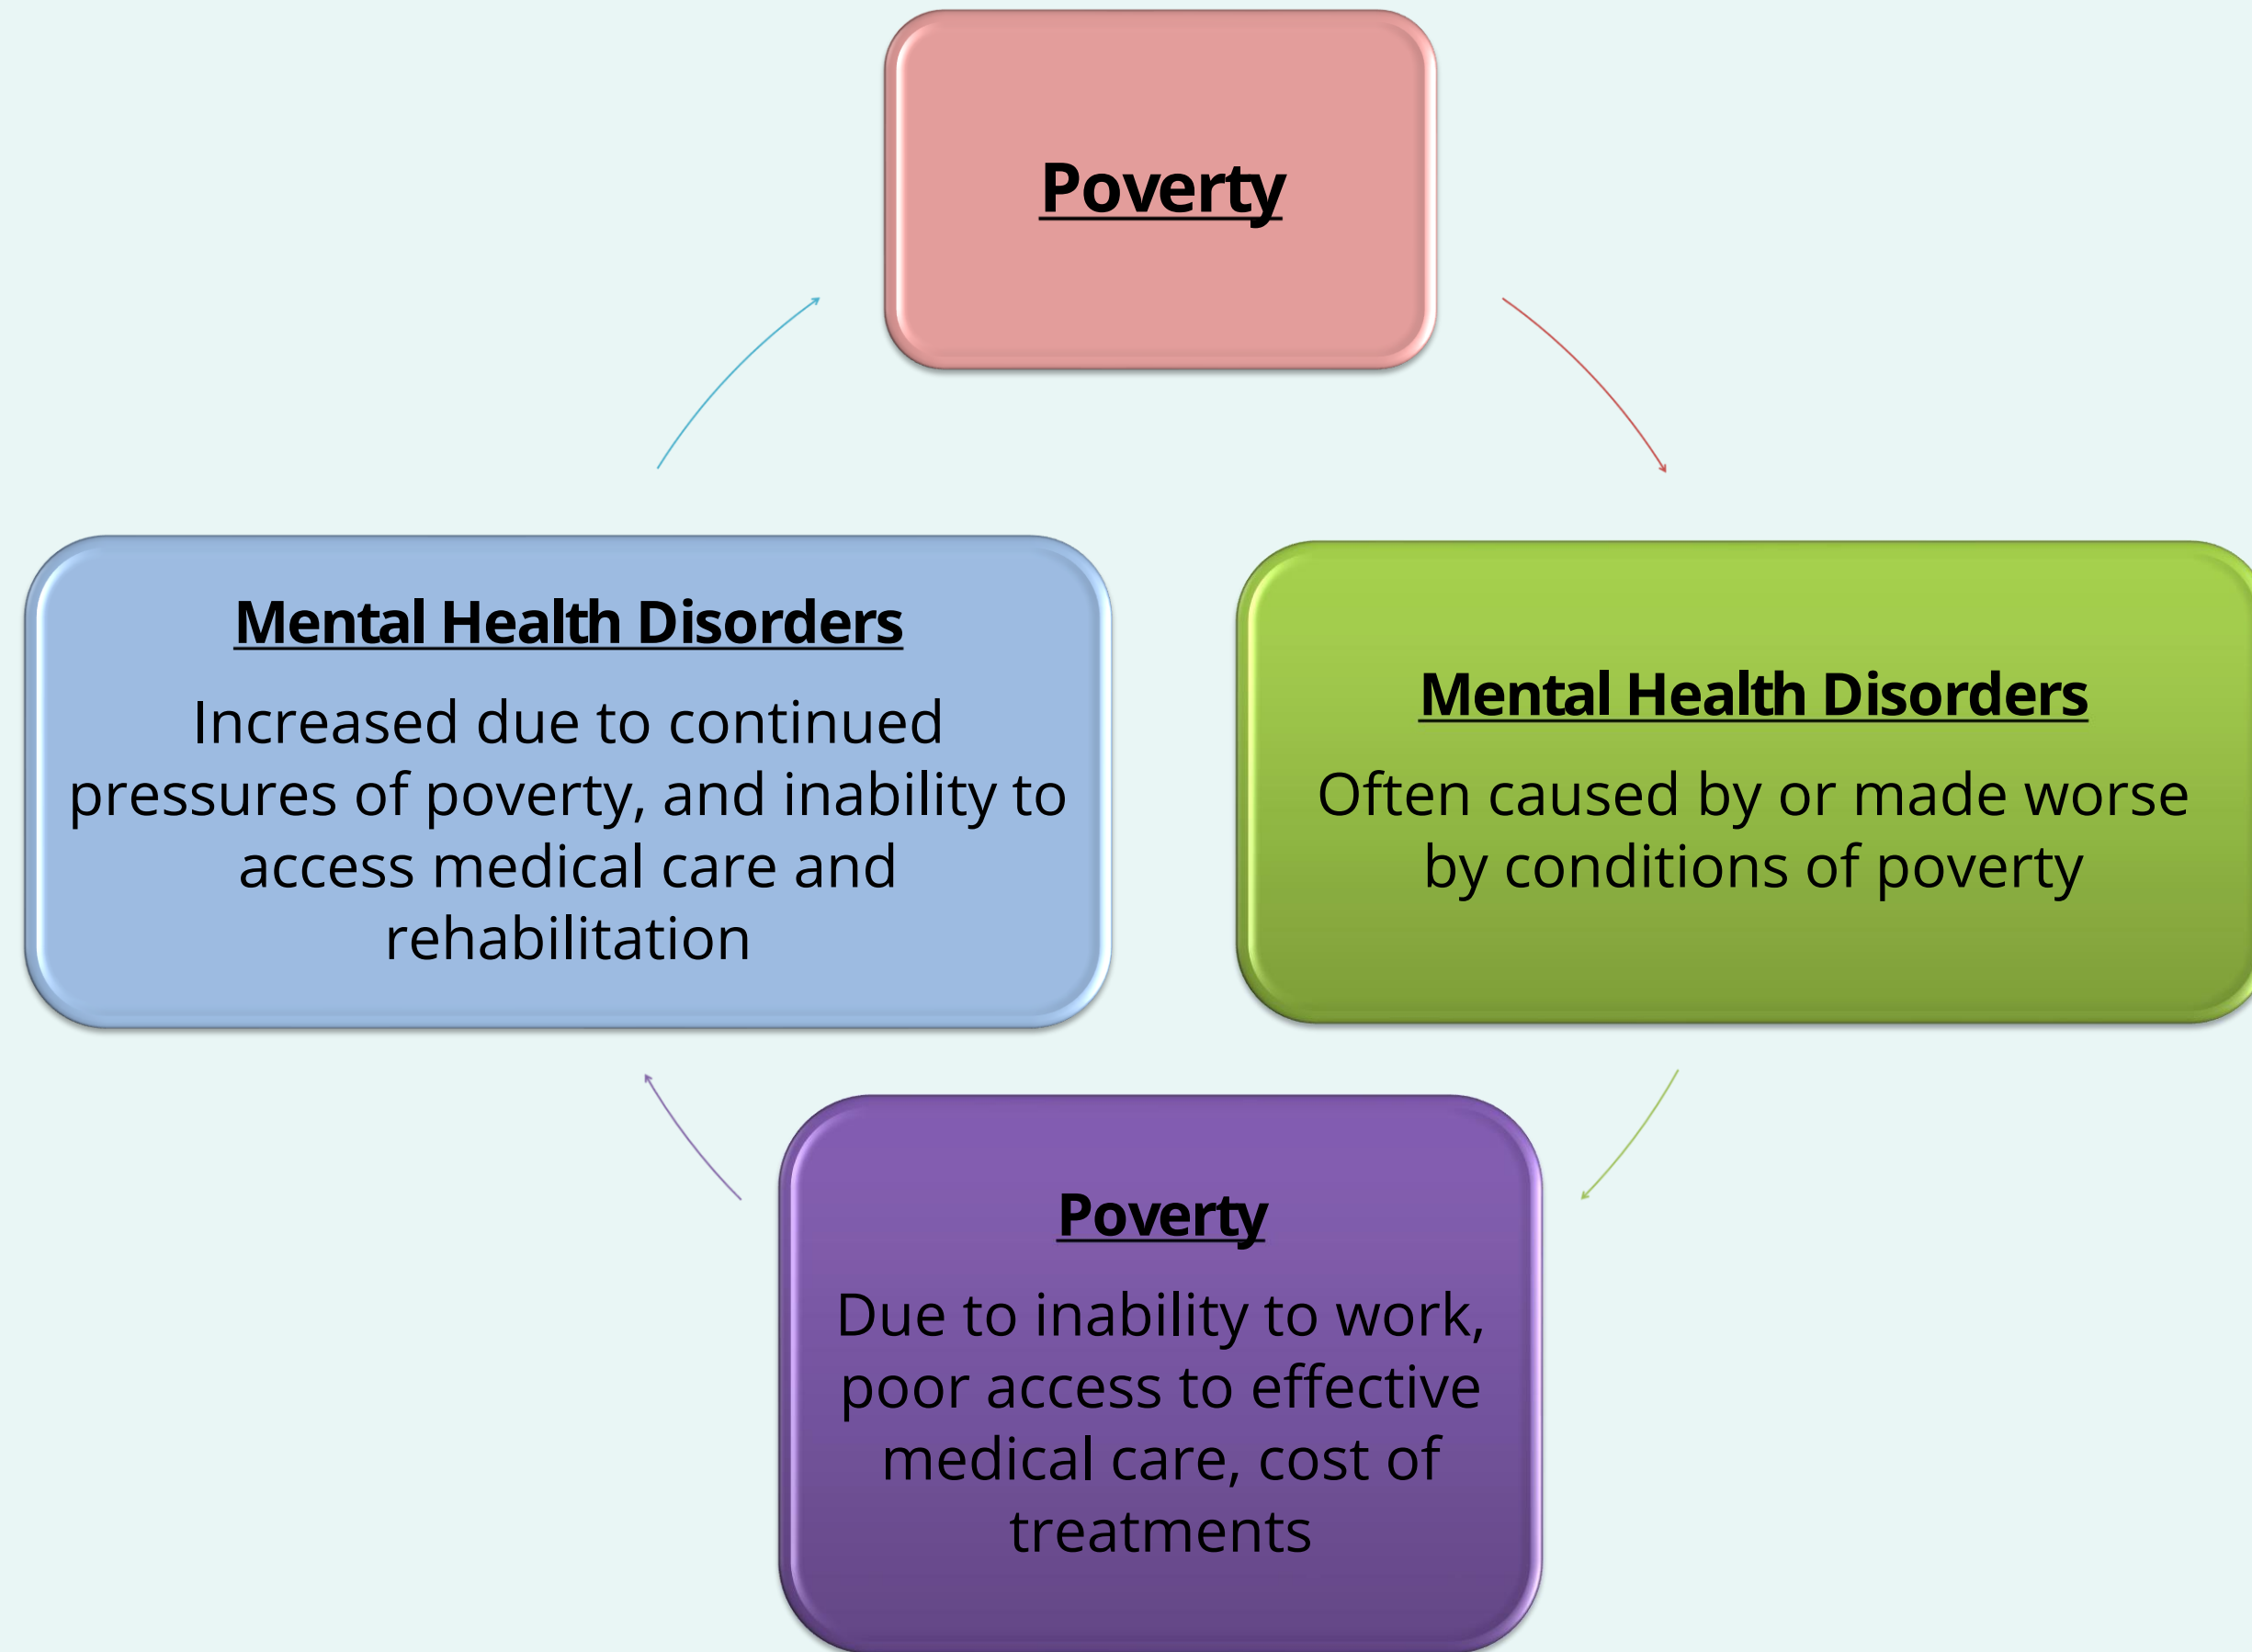 Poverty
Mental Health Disorders
Increased due to continued
pressures of poverty, and inability to
access medical care and
rehabilitation
Mental Health Disorders
Often caused by or made worse
by conditions of poverty
Poverty
Due to inability to work,
poor access to effective
medical care, cost of
treatments